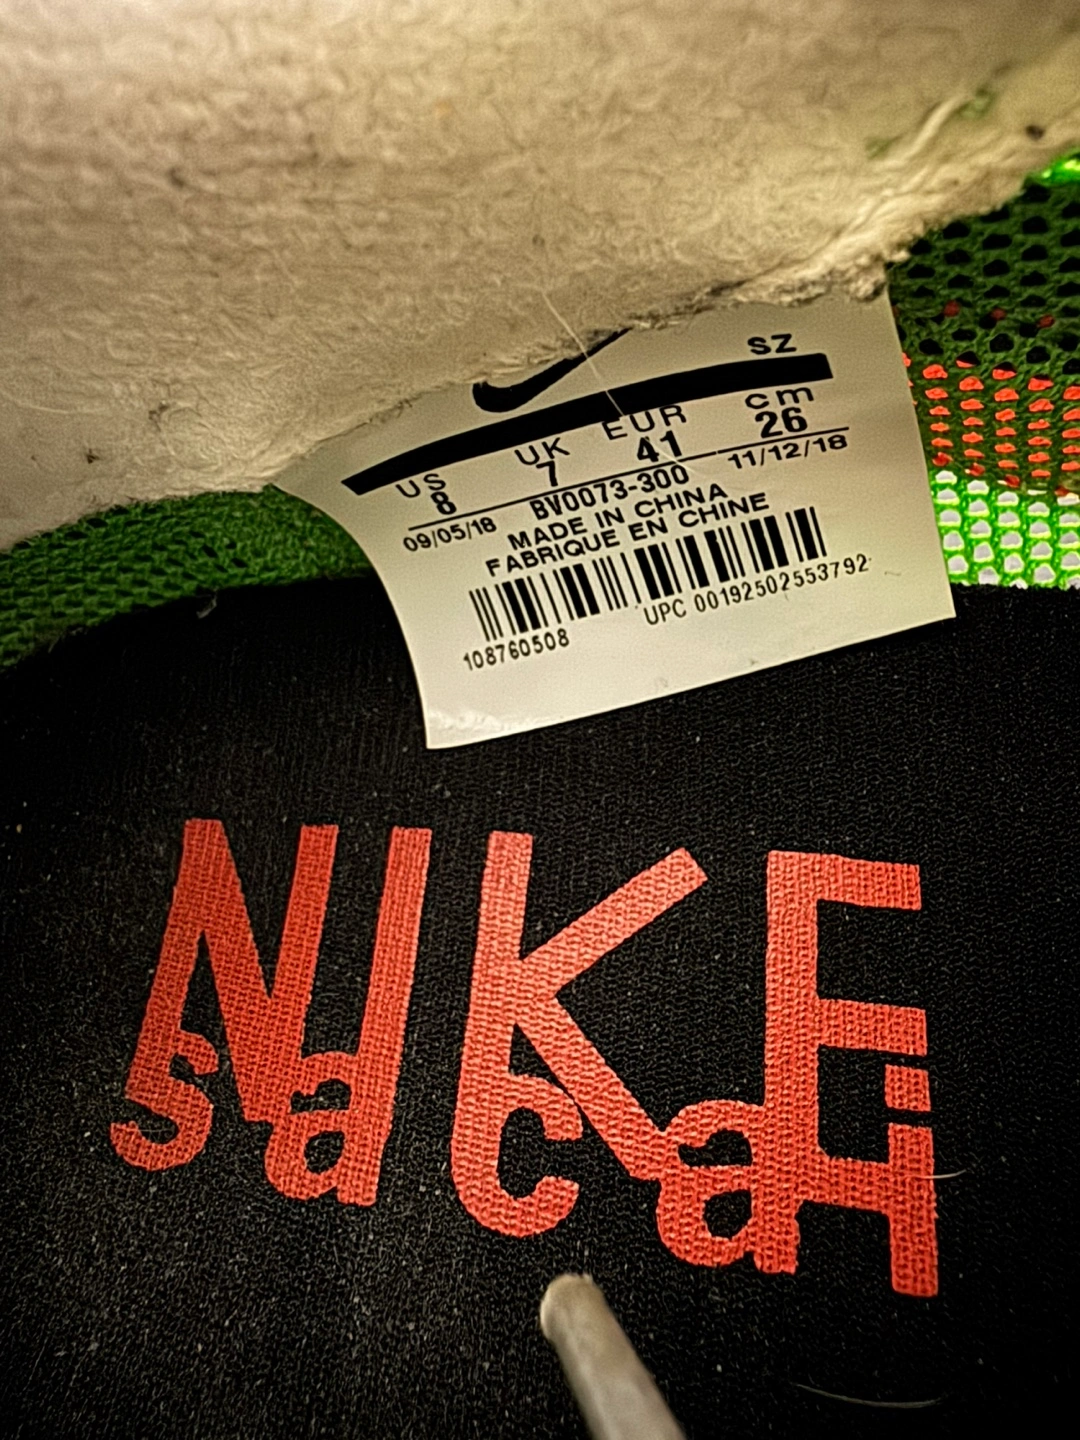 SZ
US UK EUR cm
8 7 41 26
09/05/18 BV0073-300 11/12/18
MADE IN CHINA
FABRIQUE EN CHINE
108760508 UPC 00192502553792
NIKE
sacai